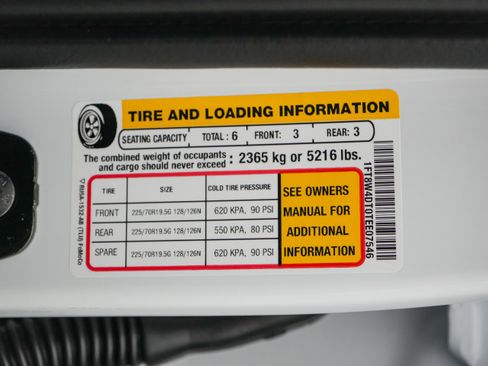 TIRE AND LOADING INFORMATION
SEATING CAPACITY TOTAL : 6 FRONT: 3 REAR: 3
The combined weight of occupants and cargo should never exceed : 2365 kg or 5216 lbs.
TIRE SIZE COLD TIRE PRESSURE
FRONT 225/70R19.5G 128/126N 620 KPA, 90 PSI
REAR 225/70R19.5G 128/126N 550 KPA, 80 PSI
SPARE 225/70R19.5G 128/126N 620 KPA, 90 PSI
SEE OWNERS
MANUAL FOR
ADDITIONAL
INFORMATION
1FT8W4DT0TEE07546